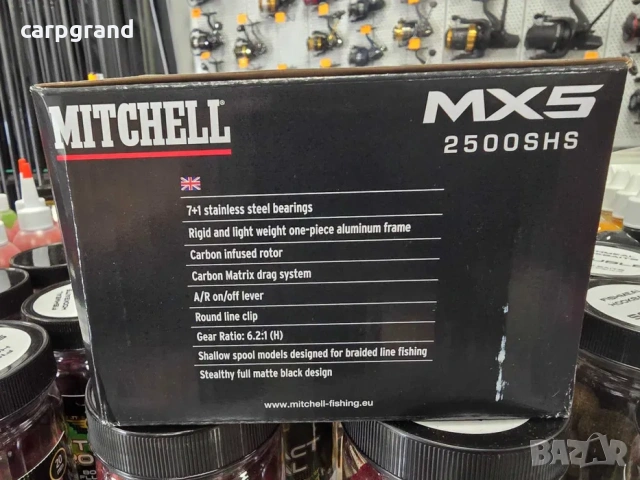 carpgrand
MITCHELL
MX5
2500SHS
7+1 stainless steel bearings
Rigid and light weight one-piece aluminum frame
Carbon infused rotor
Carbon Matrix drag system
A/R on/off lever
Round line clip
Gear Ratio: 6.2:1 (H)
Shallow spool models designed for braided line fishing
Stealthy full matte black design
www.mitchell-fishing.eu
BAZAR